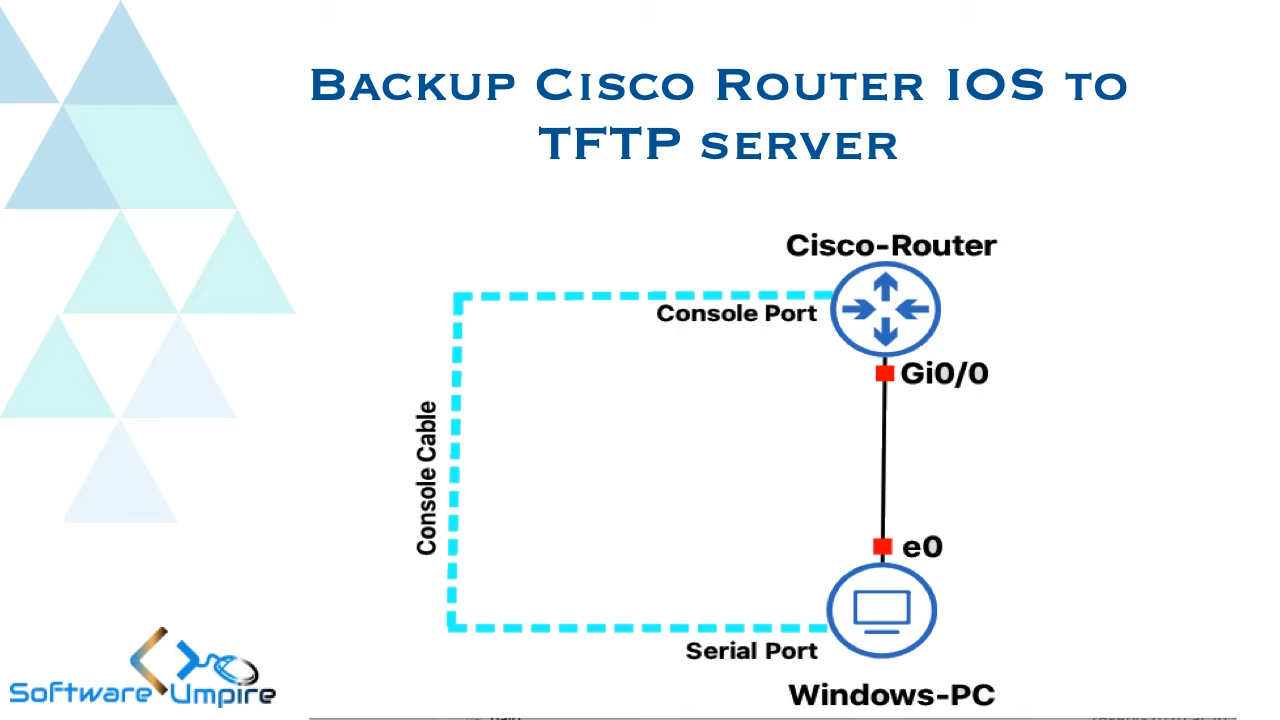 Backup Cisco Router IOS to
TFTP server
Cisco-Router
Console Port
Gi0/0
Console Cable
e0
Serial Port
Windows-PC
Software Umpire